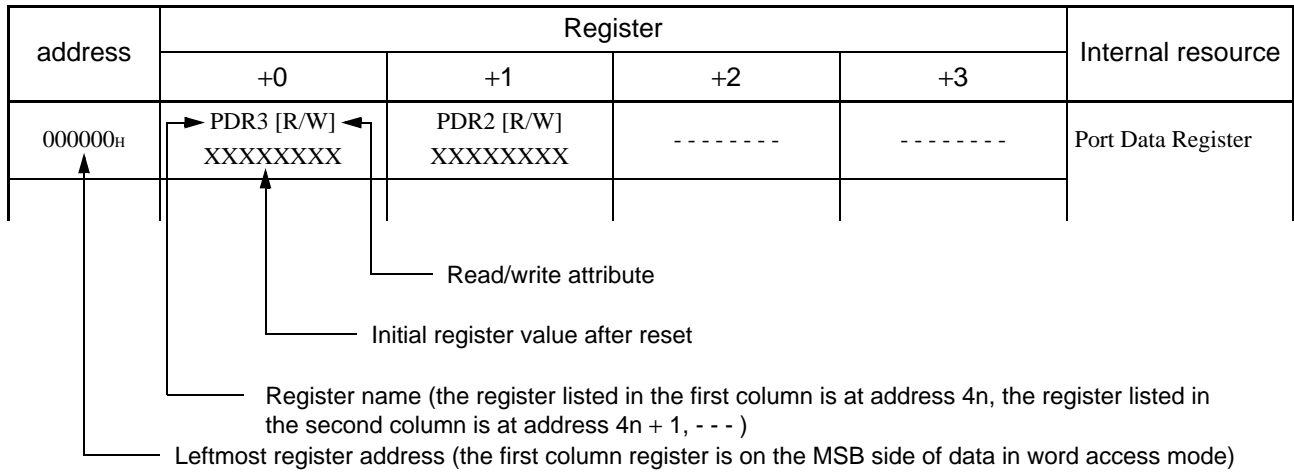 address
Register
Internal resource
+0
+1
+2
+3
000000H
PDR3 [R/W]
XXXXXXXX
PDR2 [R/W]
XXXXXXXX
- - - - - - - -
- - - - - - - -
Port Data Register
Read/write attribute
Initial register value after reset
Register name (the register listed in the first column is at address 4n, the register listed in
the second column is at address 4n + 1, - - - )
Leftmost register address (the first column register is on the MSB side of data in word access mode)